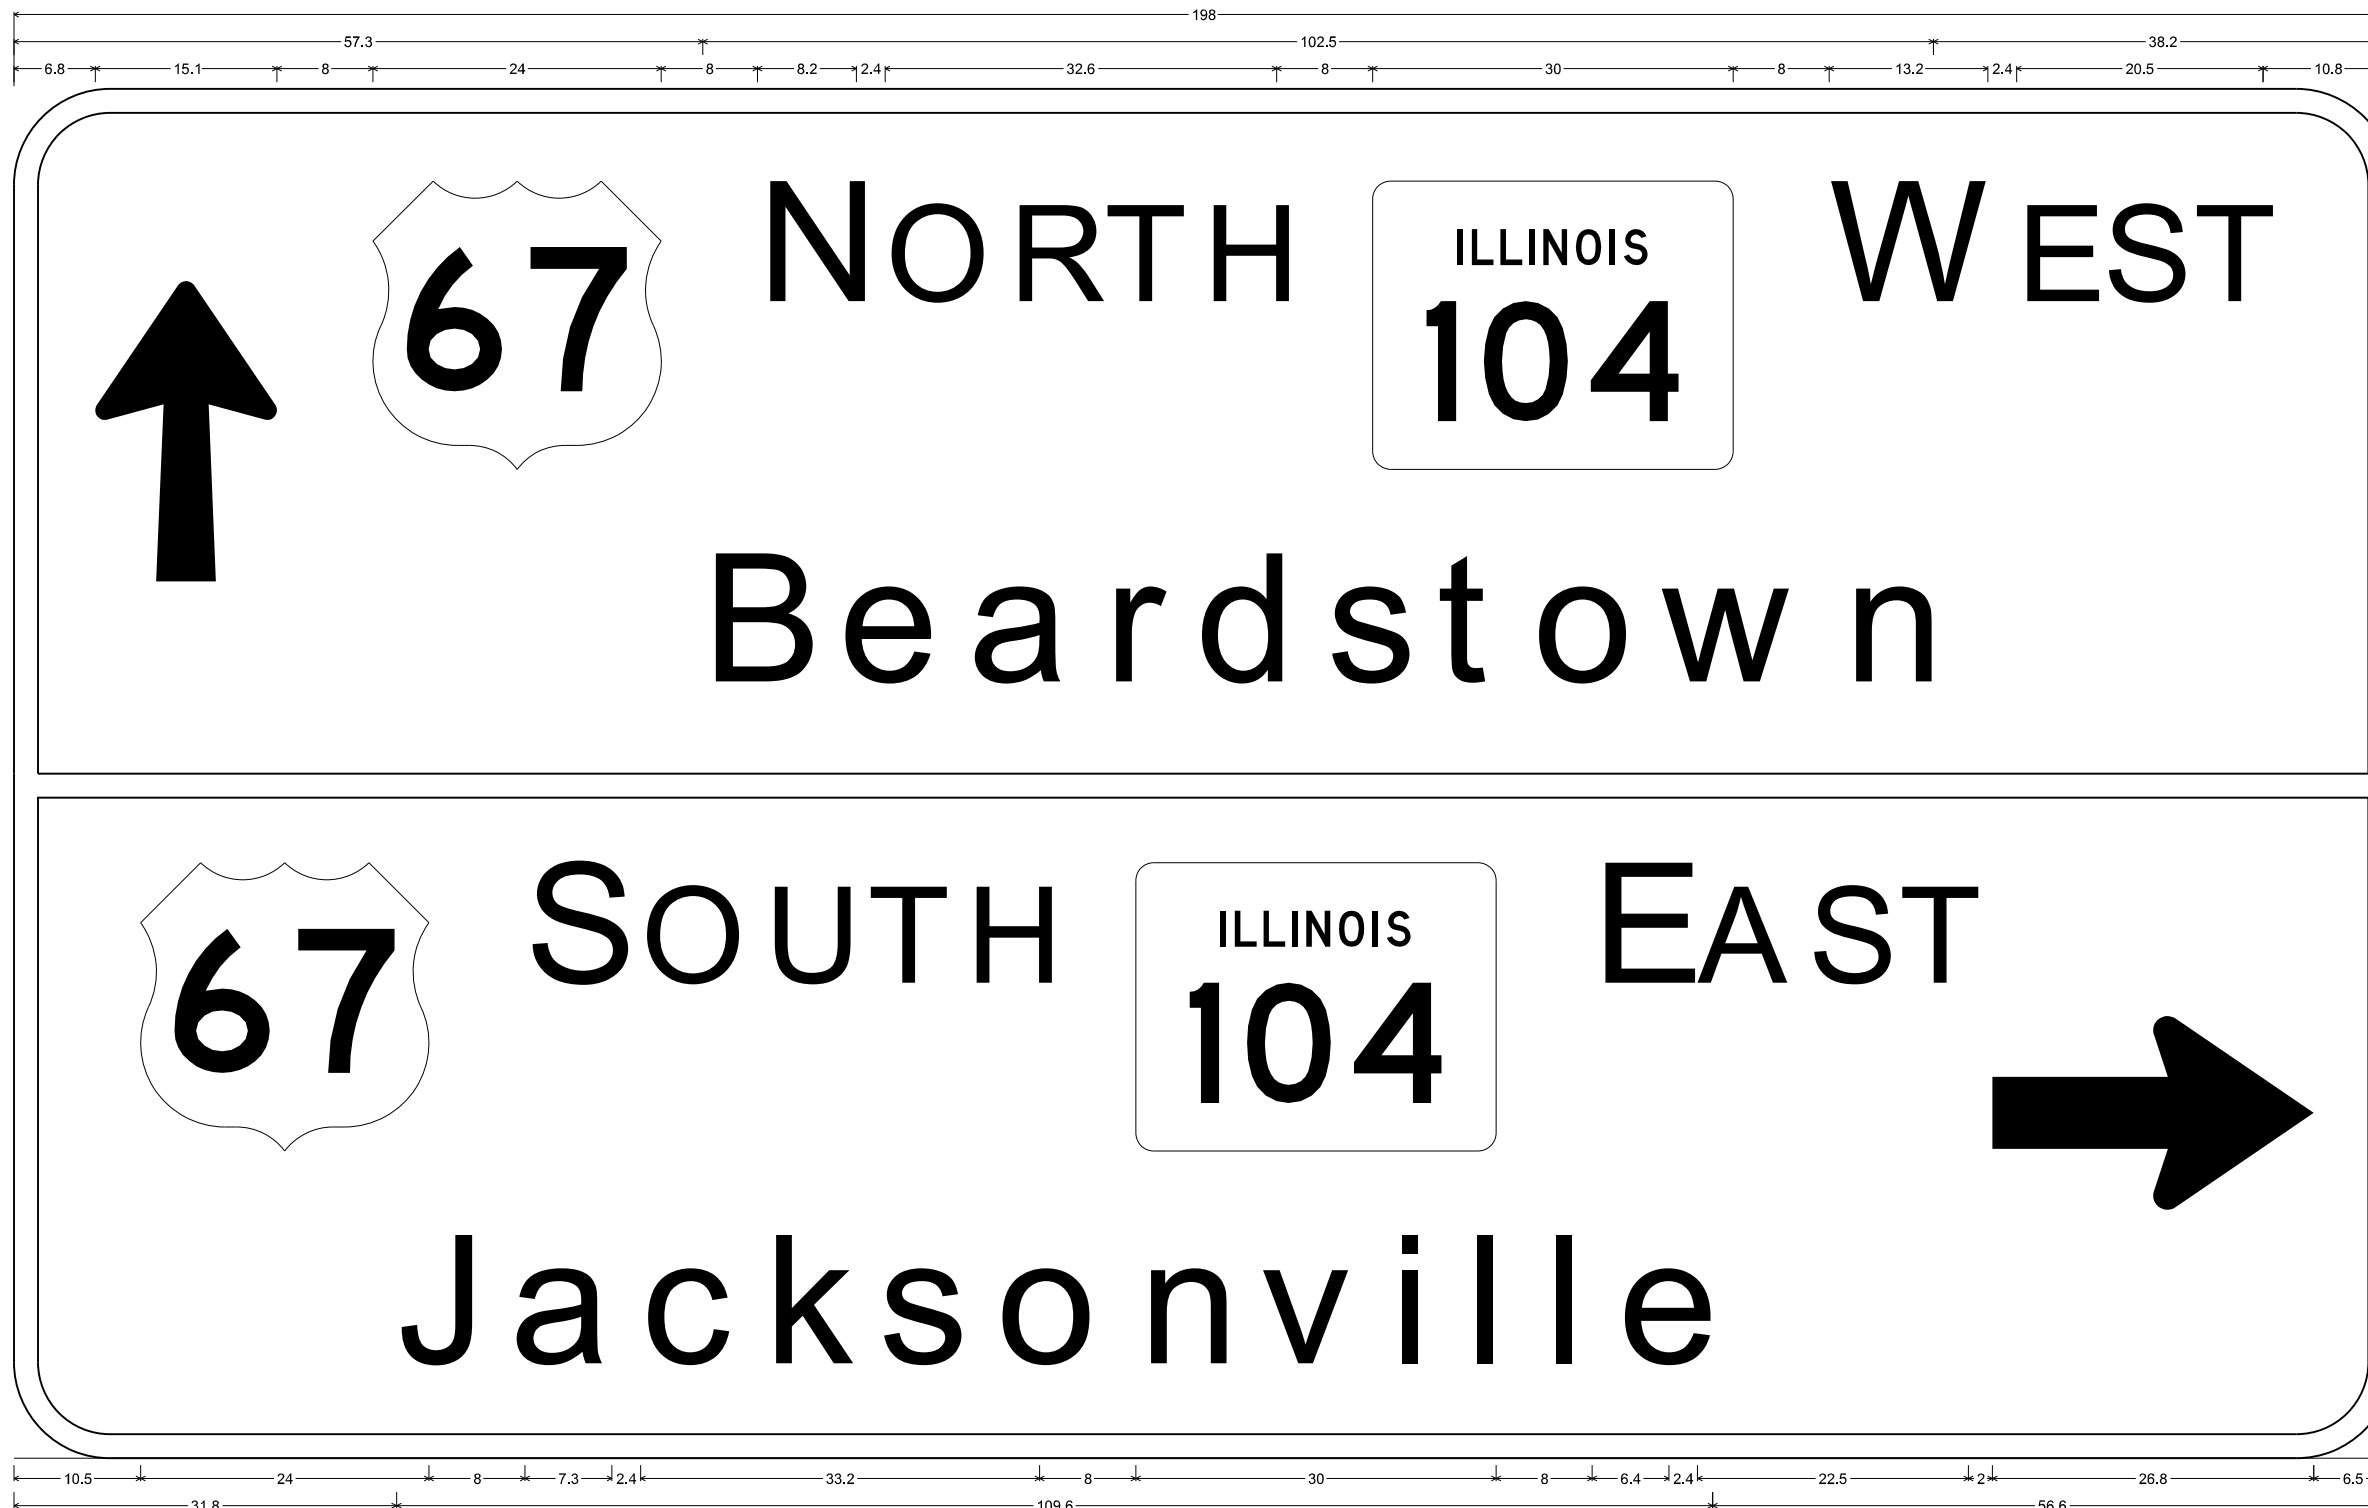 198
57.3 102.5 38.2
6.8 15.1 8 24 8 8.2 2.4 32.6 8 30 8 13.2 2.4 20.5 10.8
67 NORTH ILLINOIS 104 WEST
Beardstown
67 SOUTH ILLINOIS 104 EAST
Jacksonville
10.5 24 8 7.3 2.4 33.2 8 30 8 6.4 2.4 22.5 2 26.8 6.5
31.8 109.6 56.6